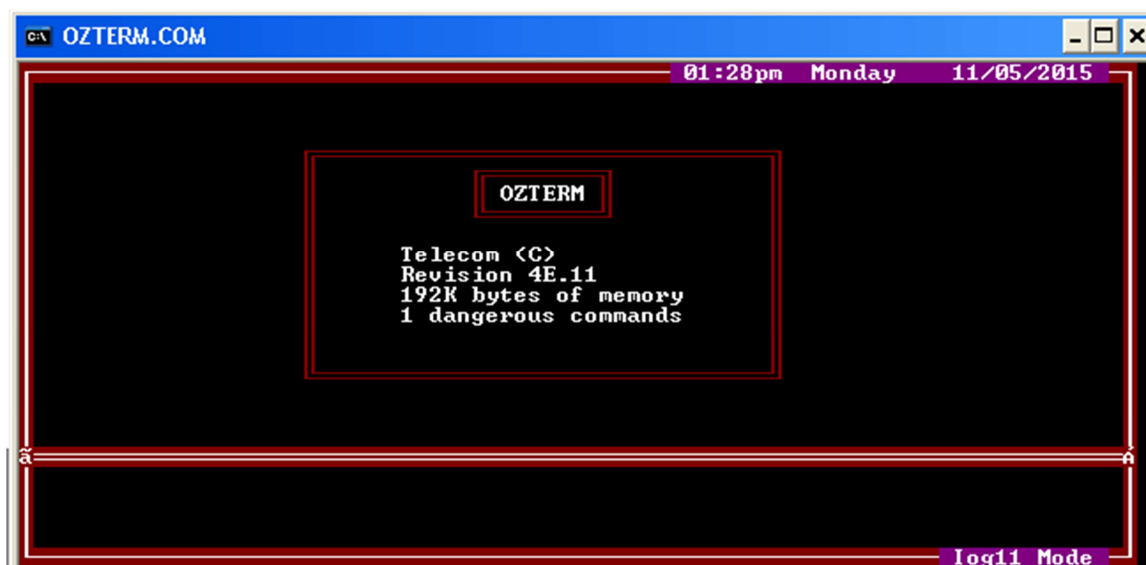 OZTERM.COM
01:28pm Monday 11/05/2015
OZTERM
Telecom (C)
Revision 4E.11
192K bytes of memory
1 dangerous commands
ã Á
Iog11 Mode